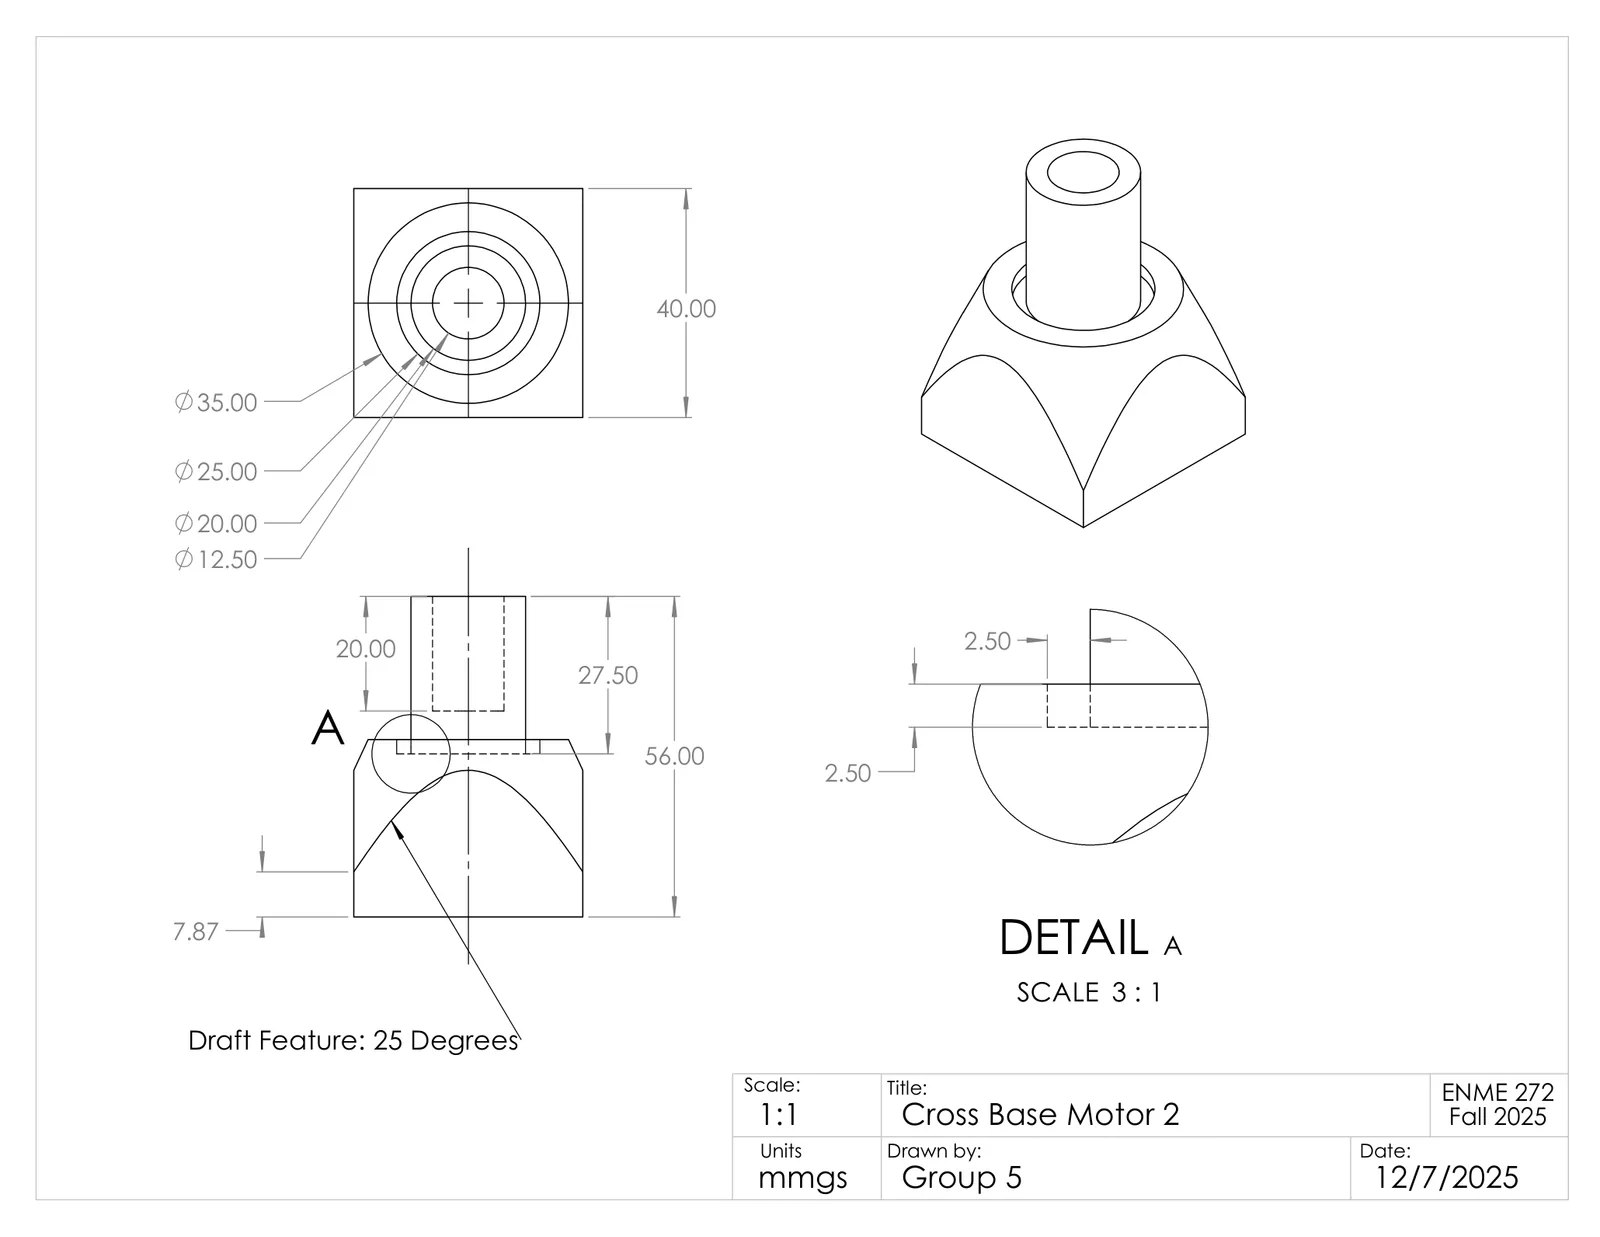 40.00
⌀35.00
⌀25.00
⌀20.00
⌀12.50
20.00
27.50
A
56.00
7.87
Draft Feature: 25 Degrees
2.50
2.50
DETAIL A
SCALE 3 : 1
Scale:
1:1
Title:
Cross Base Motor 2
ENME 272
Fall 2025
Units
mmgs
Drawn by:
Group 5
Date:
12/7/2025